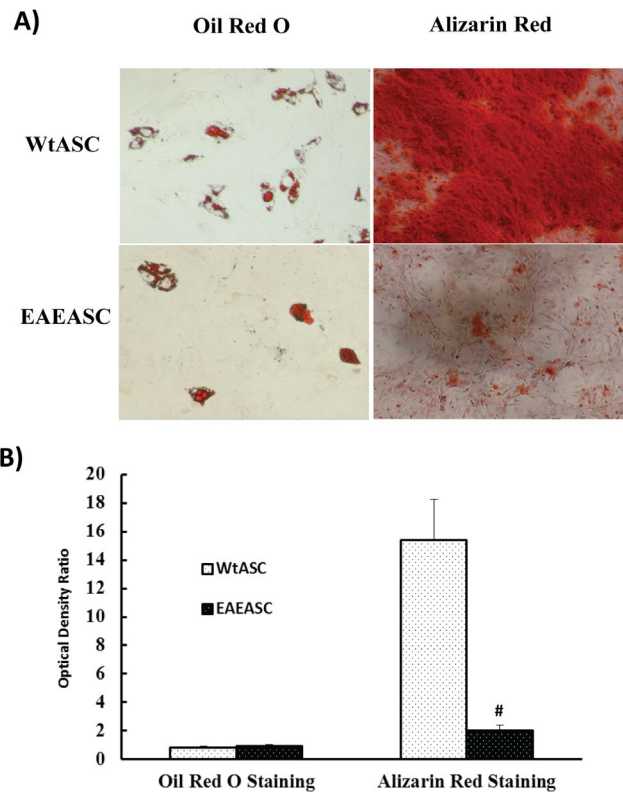 A)
Oil Red O
Alizarin Red
WtASC
EAEASC
B)
Optical Density Ratio
20
18
16
14
12
10
8
6
4
2
0
WtASC
EAEASC
#
Oil Red O Staining
Alizarin Red Staining